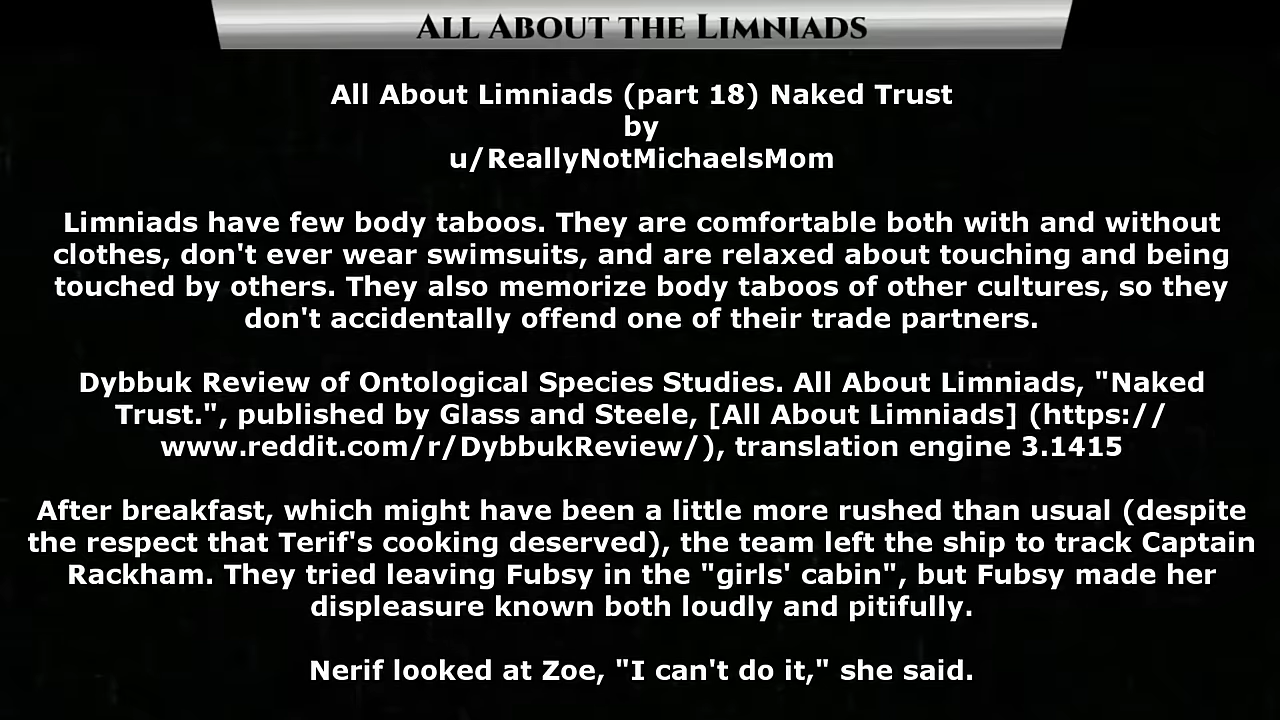 All About the Limniads
All About Limniads (part 18) Naked Trust
by
u/ReallyNotMichaelsMom
Limniads have few body taboos. They are comfortable both with and without
clothes, don't ever wear swimsuits, and are relaxed about touching and being
touched by others. They also memorize body taboos of other cultures, so they
don't accidentally offend one of their trade partners.
Dybbuk Review of Ontological Species Studies. All About Limniads, "Naked
Trust.", published by Glass and Steele, [All About Limniads] (https://
www.reddit.com/r/DybbukReview/), translation engine 3.1415
After breakfast, which might have been a little more rushed than usual (despite
the respect that Terif's cooking deserved), the team left the ship to track Captain
Rackham. They tried leaving Fubsy in the "girls' cabin", but Fubsy made her
displeasure known both loudly and pitifully.
Nerif looked at Zoe, "I can't do it," she said.